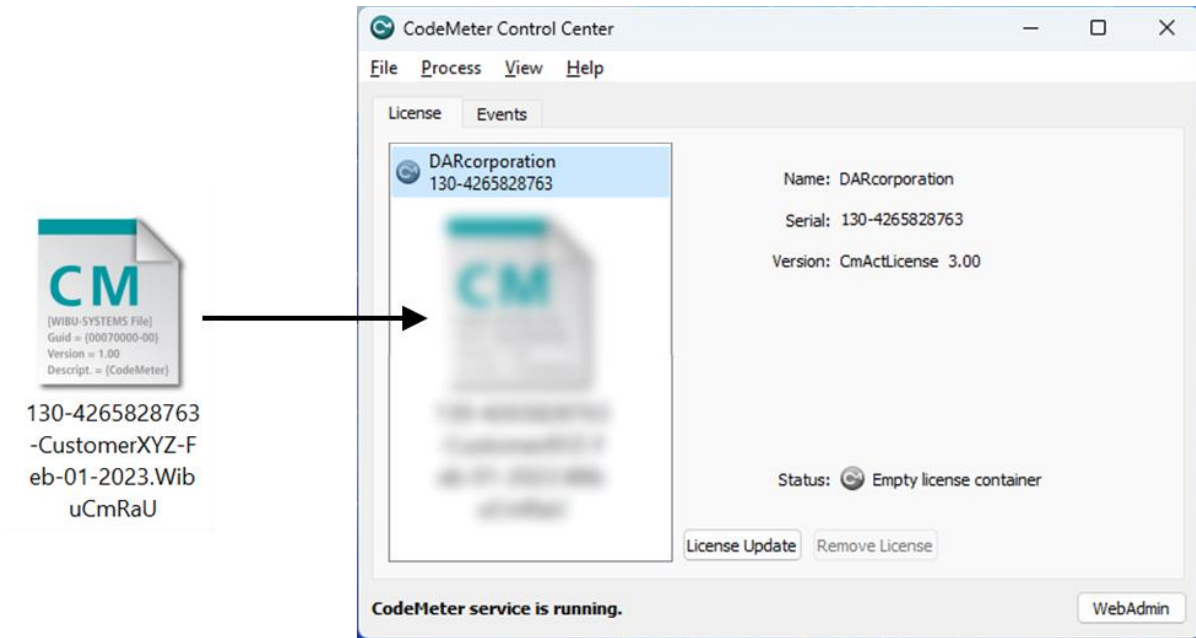 CodeMeter Control Center
File Process View Help
License Events
DARcorporation
130-4265828763
Name: DARcorporation
Serial: 130-4265828763
Version: CmActLicense 3.00
CM
[WIBU-SYSTEMS File]
Guid = {00070000-00}
Version = 1.00
Descript. = {CodeMeter}
130-4265828763
-CustomerXYZ-F
eb-01-2023.Wib
uCmRaU
Status: Empty license container
License Update Remove License
CodeMeter service is running.
WebAdmin